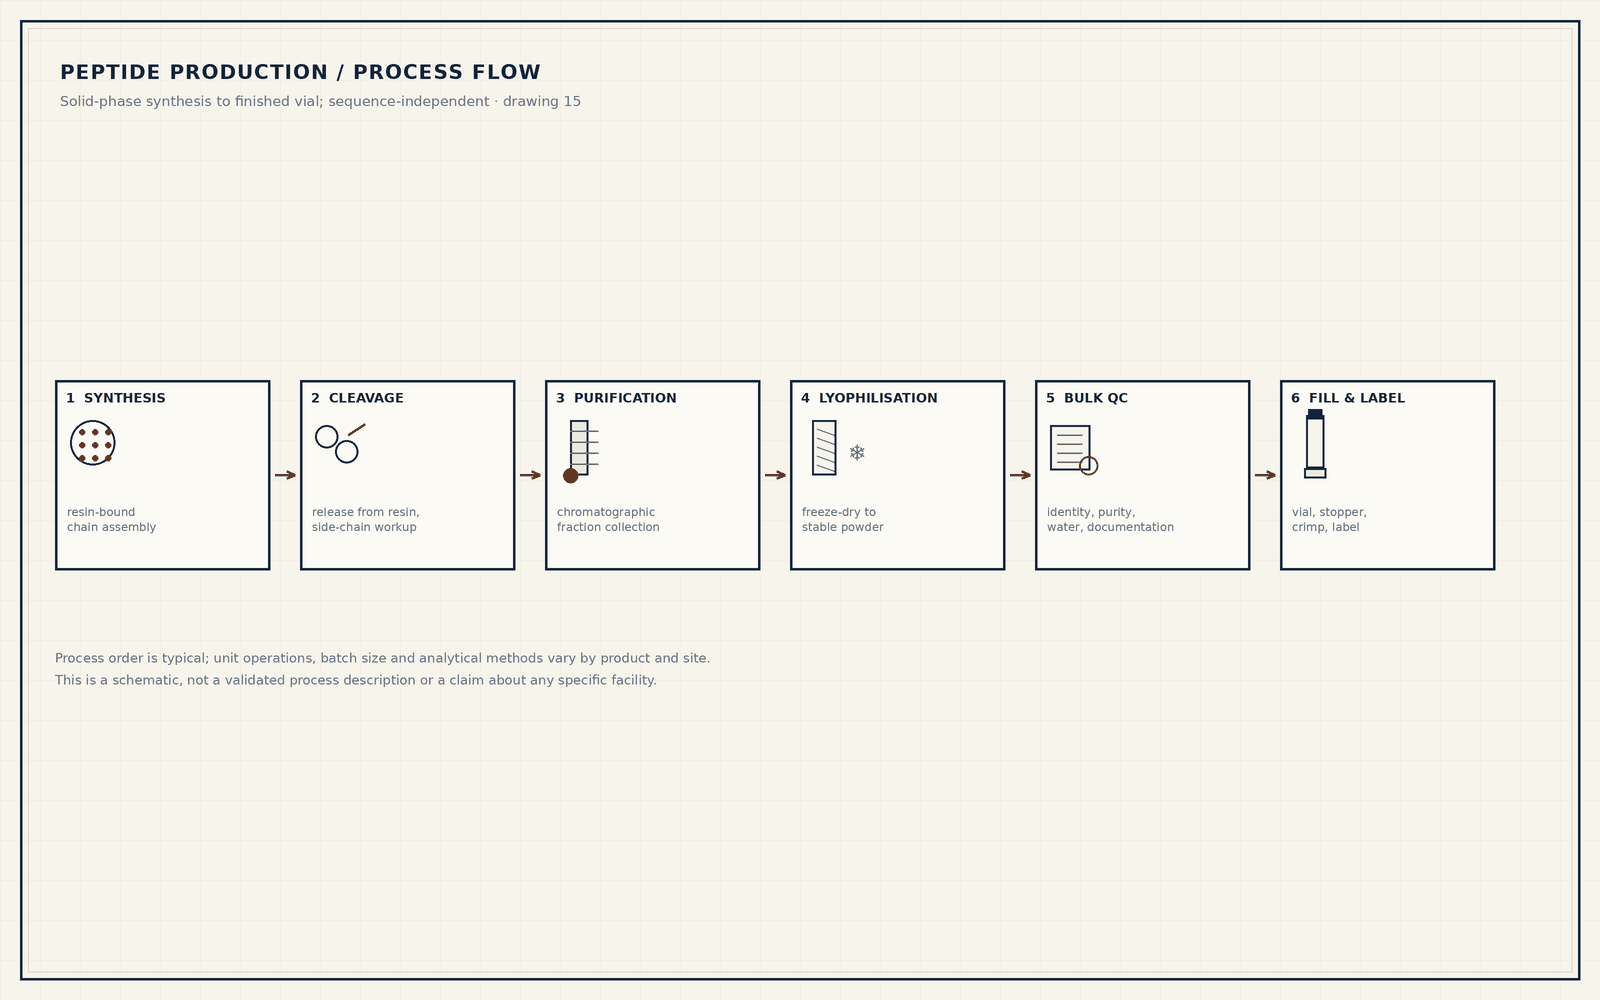 PEPTIDE PRODUCTION / PROCESS FLOW
Solid-phase synthesis to finished vial; sequence-independent · drawing 15
1 SYNTHESIS
resin-bound
chain assembly
2 CLEAVAGE
release from resin,
side-chain workup
3 PURIFICATION
chromatographic
fraction collection
4 LYOPHILISATION
freeze-dry to
stable powder
5 BULK QC
identity, purity,
water, documentation
6 FILL & LABEL
vial, stopper,
crimp, label
Process order is typical; unit operations, batch size and analytical methods vary by product and site.
This is a schematic, not a validated process description or a claim about any specific facility.